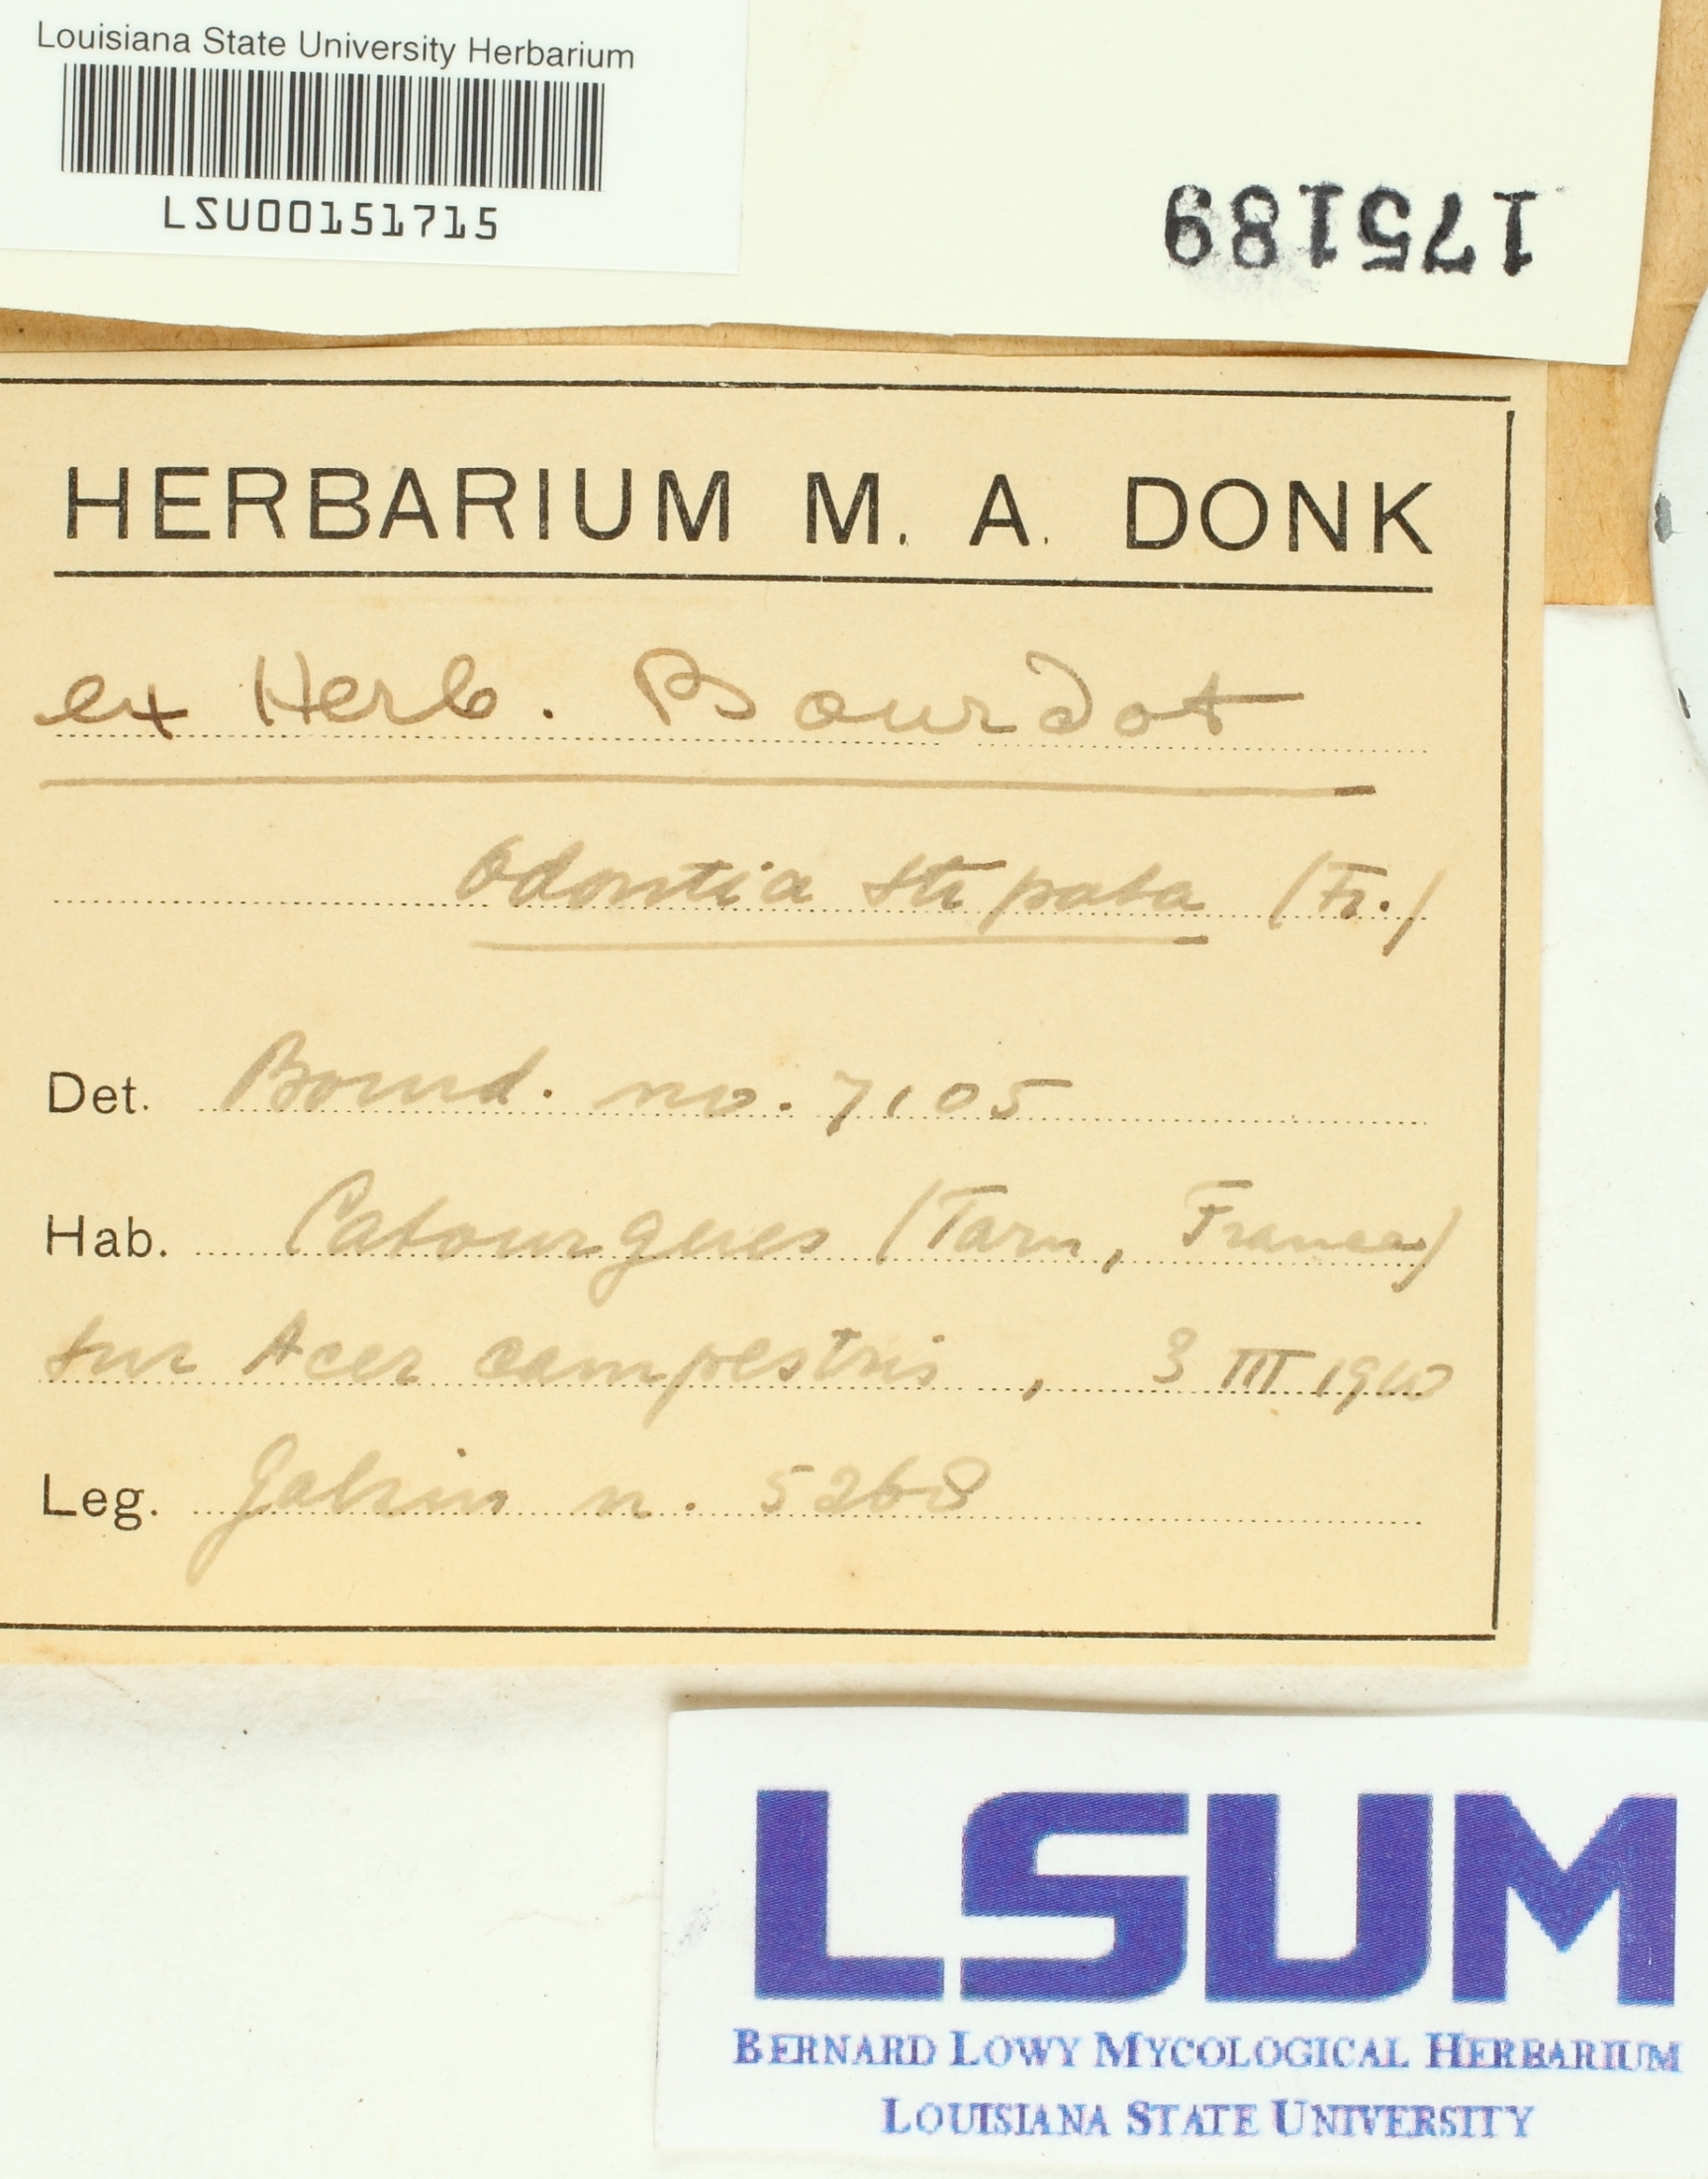 Louisiana State University Herbarium
LSU00151715
175189
HERBARIUM M. A. DONK
ex Herb. Bourdot
Odontia stipata (Fr.)
Det. Bourd. no. 7105
Hab. Catourgues (Tarn, France)
sur Acer campestris, 3 III 1910
Leg. Galzin n. 5268
LSUM
BERNARD LOWY MYCOLOGICAL HERBARIUM
LOUISIANA STATE UNIVERSITY